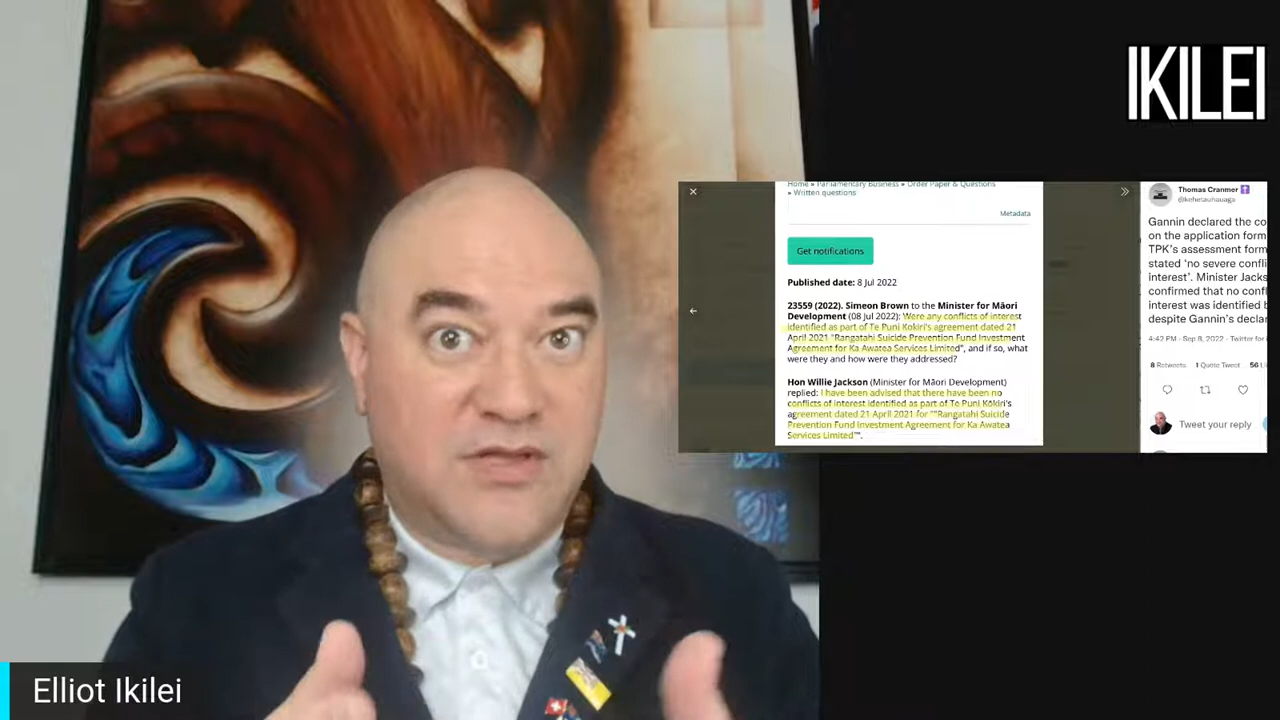 IKILEI
Home » Parliamentary Business » Order Paper & Questions
» Written questions
Metadata
Get notifications
Published date: 8 Jul 2022
23559 (2022). Simeon Brown to the Minister for Māori
Development (08 Jul 2022): Were any conflicts of interest
identified as part of Te Puni Kokiri's agreement dated 21
April 2021 "Rangatahi Suicide Prevention Fund Investment
Agreement for Ka Awatea Services Limited", and if so, what
were they and how were they addressed?
Hon Willie Jackson (Minister for Māori Development)
replied: I have been advised that there have been no
conflicts of interest identified as part of Te Puni Kōkiri's
agreement dated 21 April 2021 for ""Rangatahi Suicide
Prevention Fund Investment Agreement for Ka Awatea
Services Limited"".
Thomas Cranmer
@kehetauhauaga
Gannin declared the co
on the application form
TPK's assessment form
stated 'no severe confli
interest'. Minister Jacks
confirmed that no confl
interest was identified b
despite Gannin's declar
4:42 PM · Sep 8, 2022 · Twitter for i
8 Retweets 1 Quote Tweet 56 Li
Tweet your reply
Elliot Ikilei